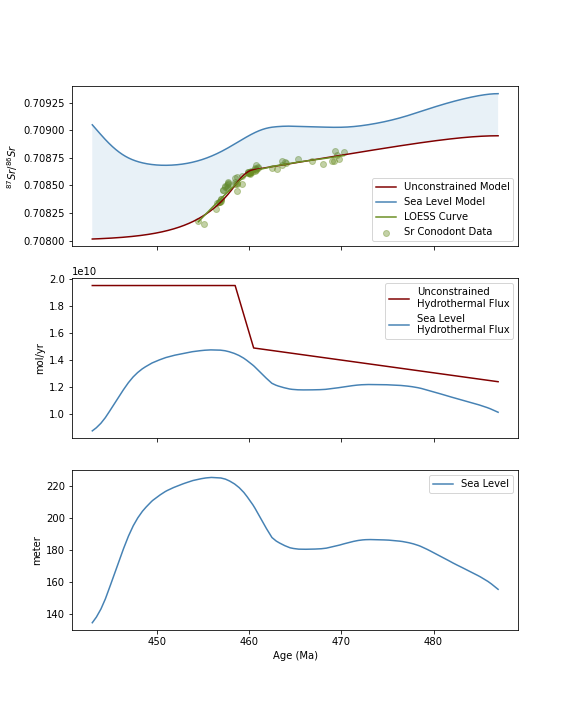 0.70925
0.70900
0.70875
0.70850
0.70825
0.70800
⁸⁷Sr/⁸⁶Sr
Unconstrained Model
Sea Level Model
LOESS Curve
Sr Conodont Data
1e10
2.0
1.8
1.6
1.4
1.2
1.0
mol/yr
Unconstrained
Hydrothermal Flux
Sea Level
Hydrothermal Flux
220
200
180
160
140
meter
Sea Level
450 460 470 480
Age (Ma)